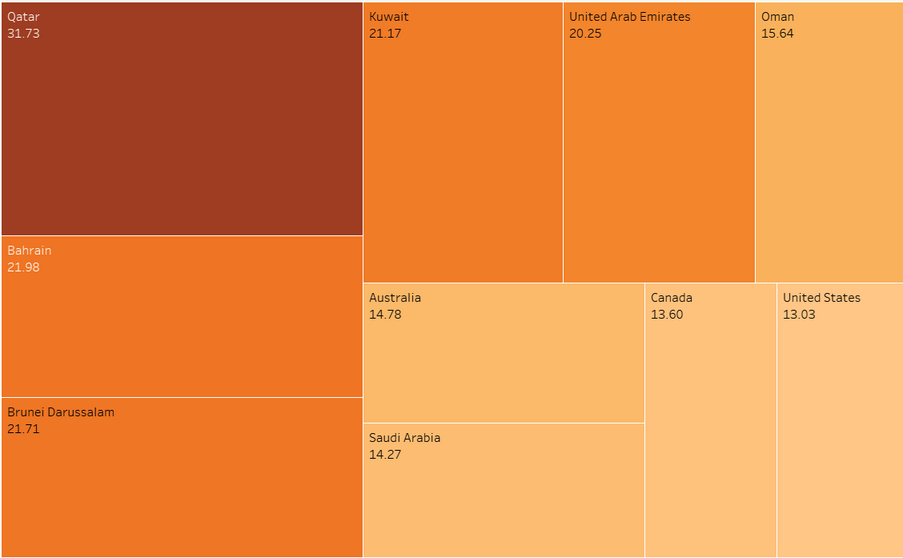 Qatar
31.73
Bahrain
21.98
Brunei Darussalam
21.71
Kuwait
21.17
United Arab Emirates
20.25
Oman
15.64
Australia
14.78
Saudi Arabia
14.27
Canada
13.60
United States
13.03